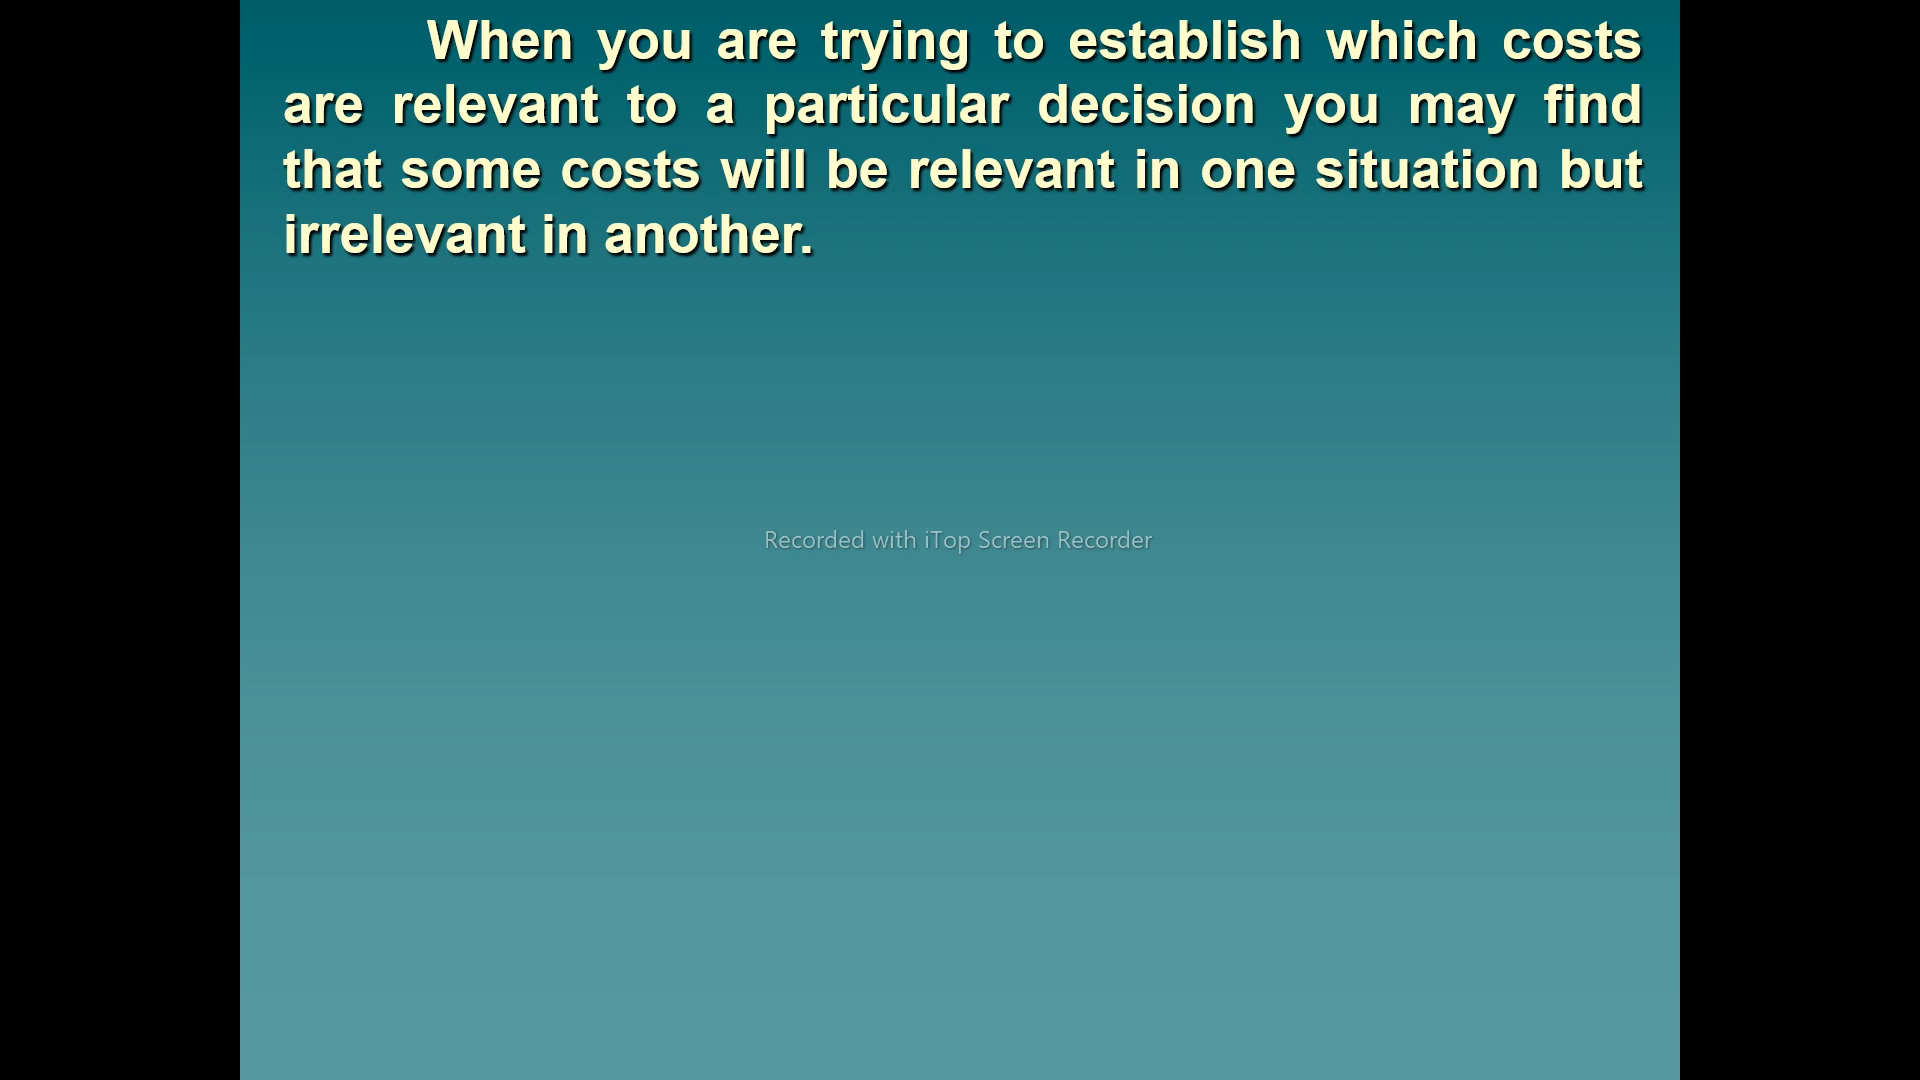 When you are trying to establish which costs
are relevant to a particular decision you may find
that some costs will be relevant in one situation but
irrelevant in another.
Recorded with iTop Screen Recorder